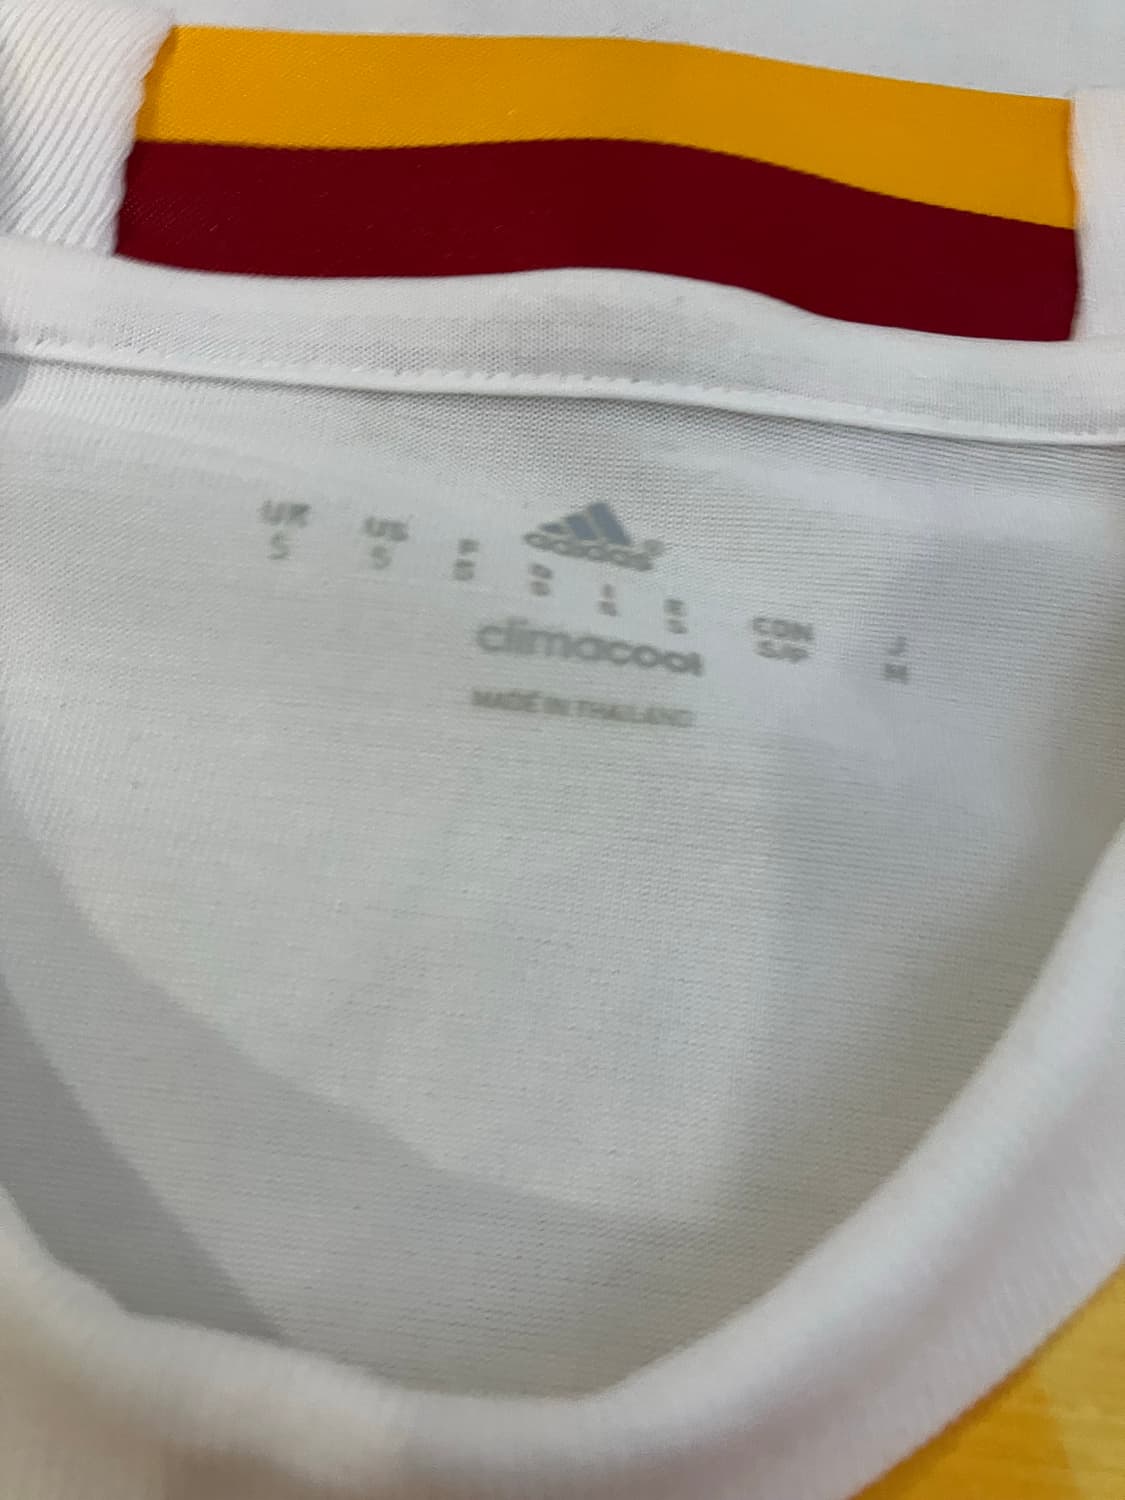 adidas®
UK US F D I E CDN J
S S S S S S S/P M
climacool
MADE IN THAILAND